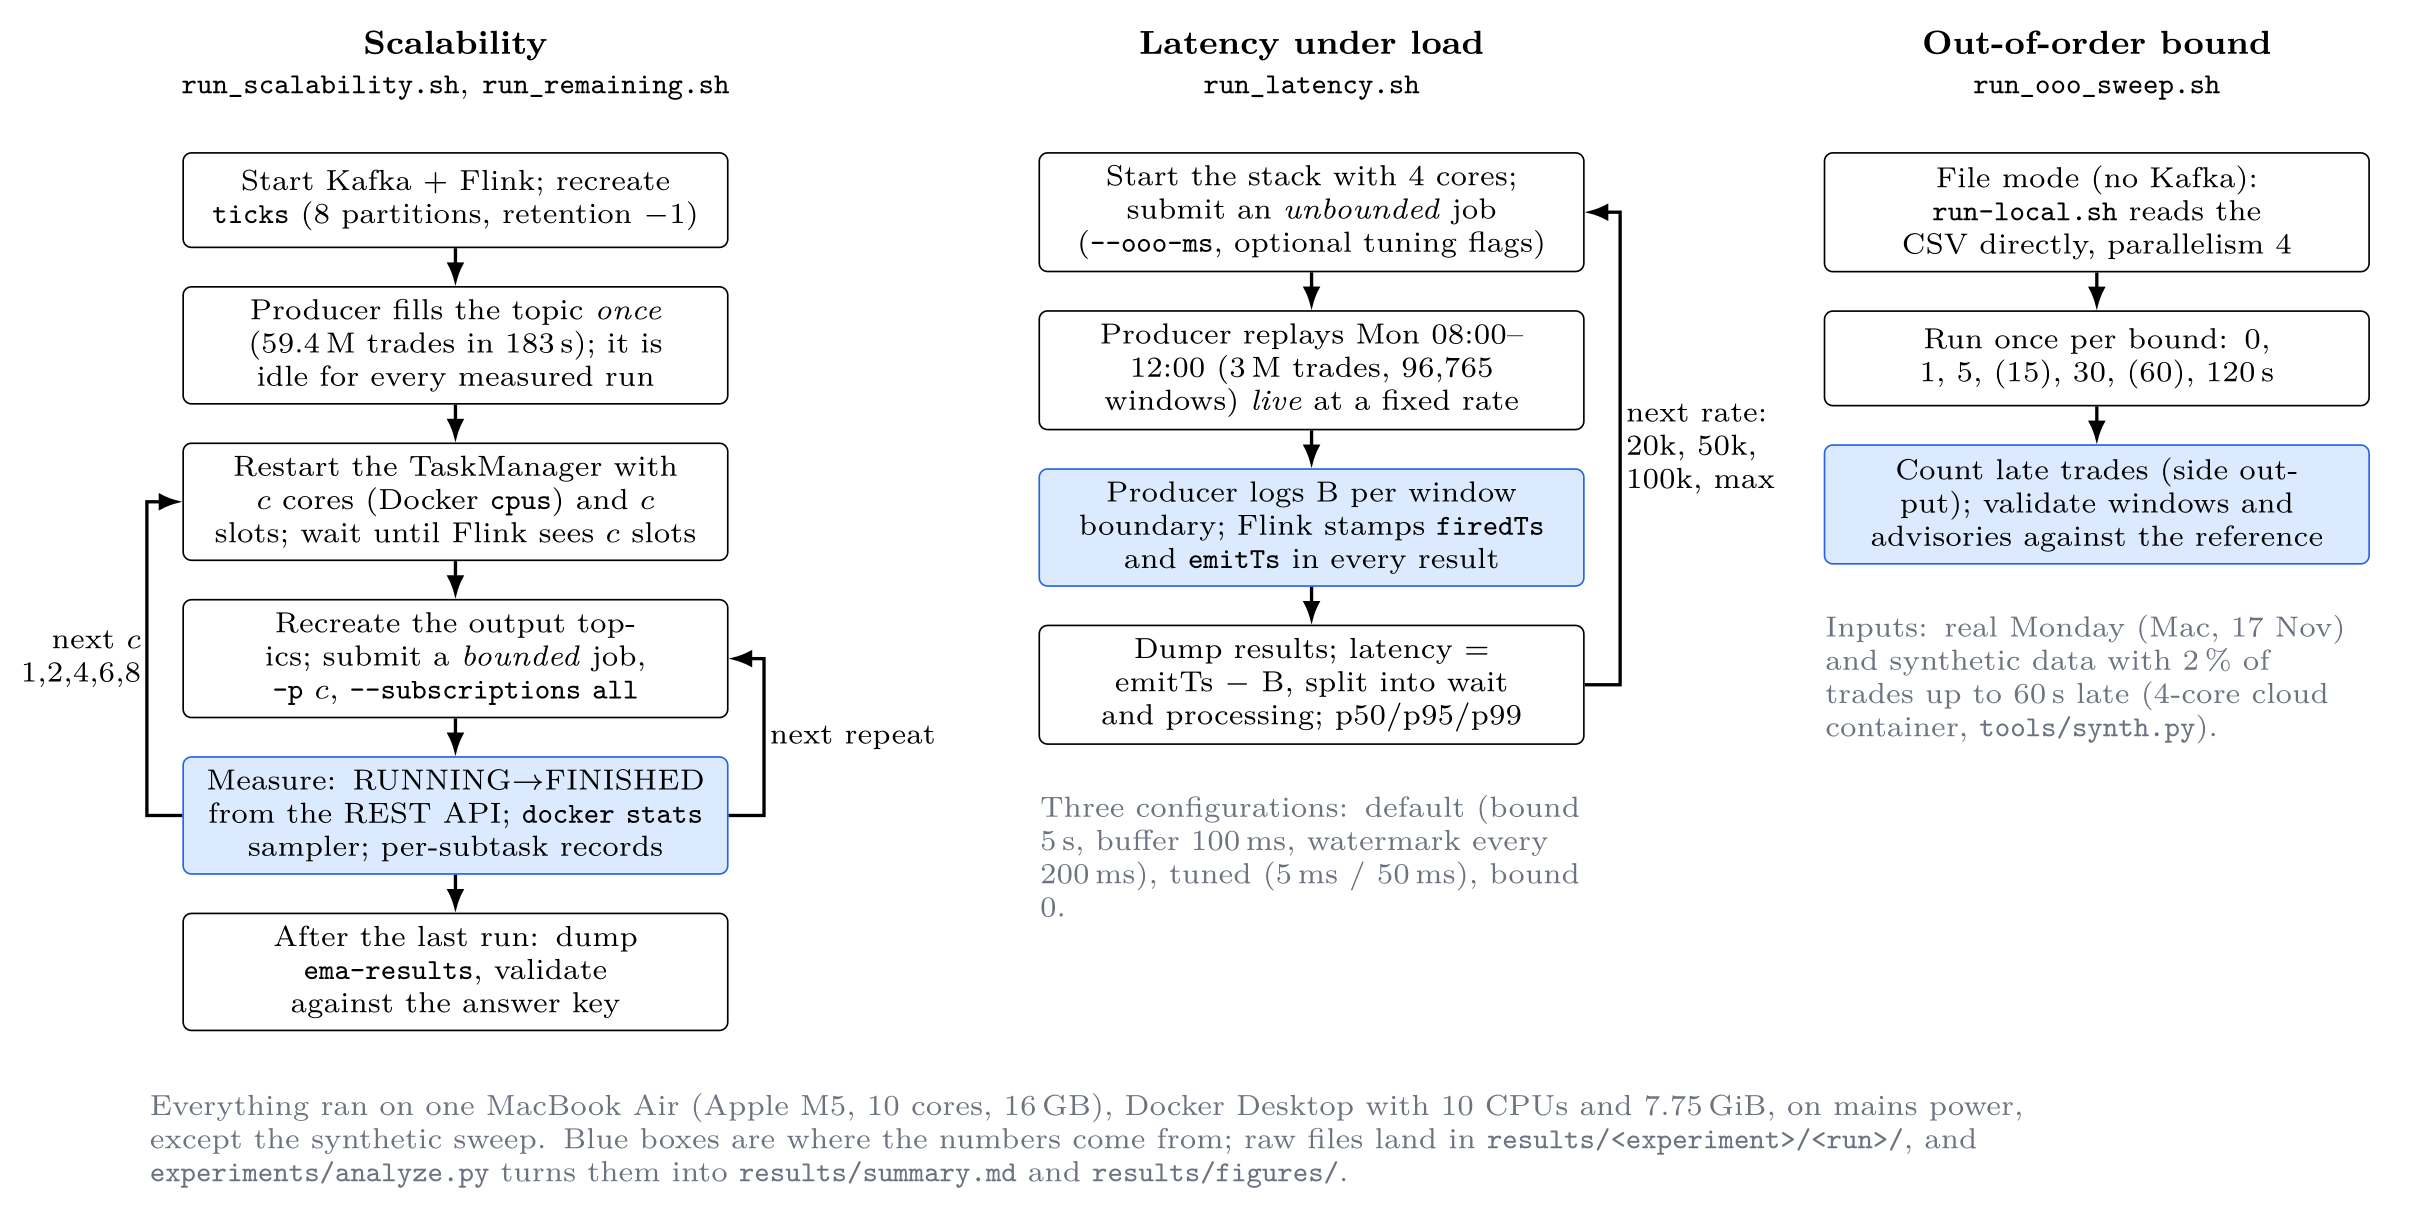 Scalability
run_scalability.sh, run_remaining.sh
Start Kafka + Flink; recreate
ticks (8 partitions, retention −1)
Producer fills the topic once
(59.4 M trades in 183 s); it is
idle for every measured run
Restart the TaskManager with
c cores (Docker cpus) and c
slots; wait until Flink sees c slots
next c
1,2,4,6,8
Recreate the output top-
ics; submit a bounded job,
-p c, --subscriptions all
next repeat
Measure: RUNNING→FINISHED
from the REST API; docker stats
sampler; per-subtask records
After the last run: dump
ema-results, validate
against the answer key
Latency under load
run_latency.sh
Start the stack with 4 cores;
submit an unbounded job
(--ooo-ms, optional tuning flags)
Producer replays Mon 08:00–
12:00 (3 M trades, 96,765
windows) live at a fixed rate
next rate:
20k, 50k,
100k, max
Producer logs B per window
boundary; Flink stamps firedTs
and emitTs in every result
Dump results; latency =
emitTs − B, split into wait
and processing; p50/p95/p99
Three configurations: default (bound
5 s, buffer 100 ms, watermark every
200 ms), tuned (5 ms / 50 ms), bound
0.
Out-of-order bound
run_ooo_sweep.sh
File mode (no Kafka):
run-local.sh reads the
CSV directly, parallelism 4
Run once per bound: 0,
1, 5, (15), 30, (60), 120 s
Count late trades (side out-
put); validate windows and
advisories against the reference
Inputs: real Monday (Mac, 17 Nov)
and synthetic data with 2 % of
trades up to 60 s late (4-core cloud
container, tools/synth.py).
Everything ran on one MacBook Air (Apple M5, 10 cores, 16 GB), Docker Desktop with 10 CPUs and 7.75 GiB, on mains power,
except the synthetic sweep. Blue boxes are where the numbers come from; raw files land in results/<experiment>/<run>/, and
experiments/analyze.py turns them into results/summary.md and results/figures/.